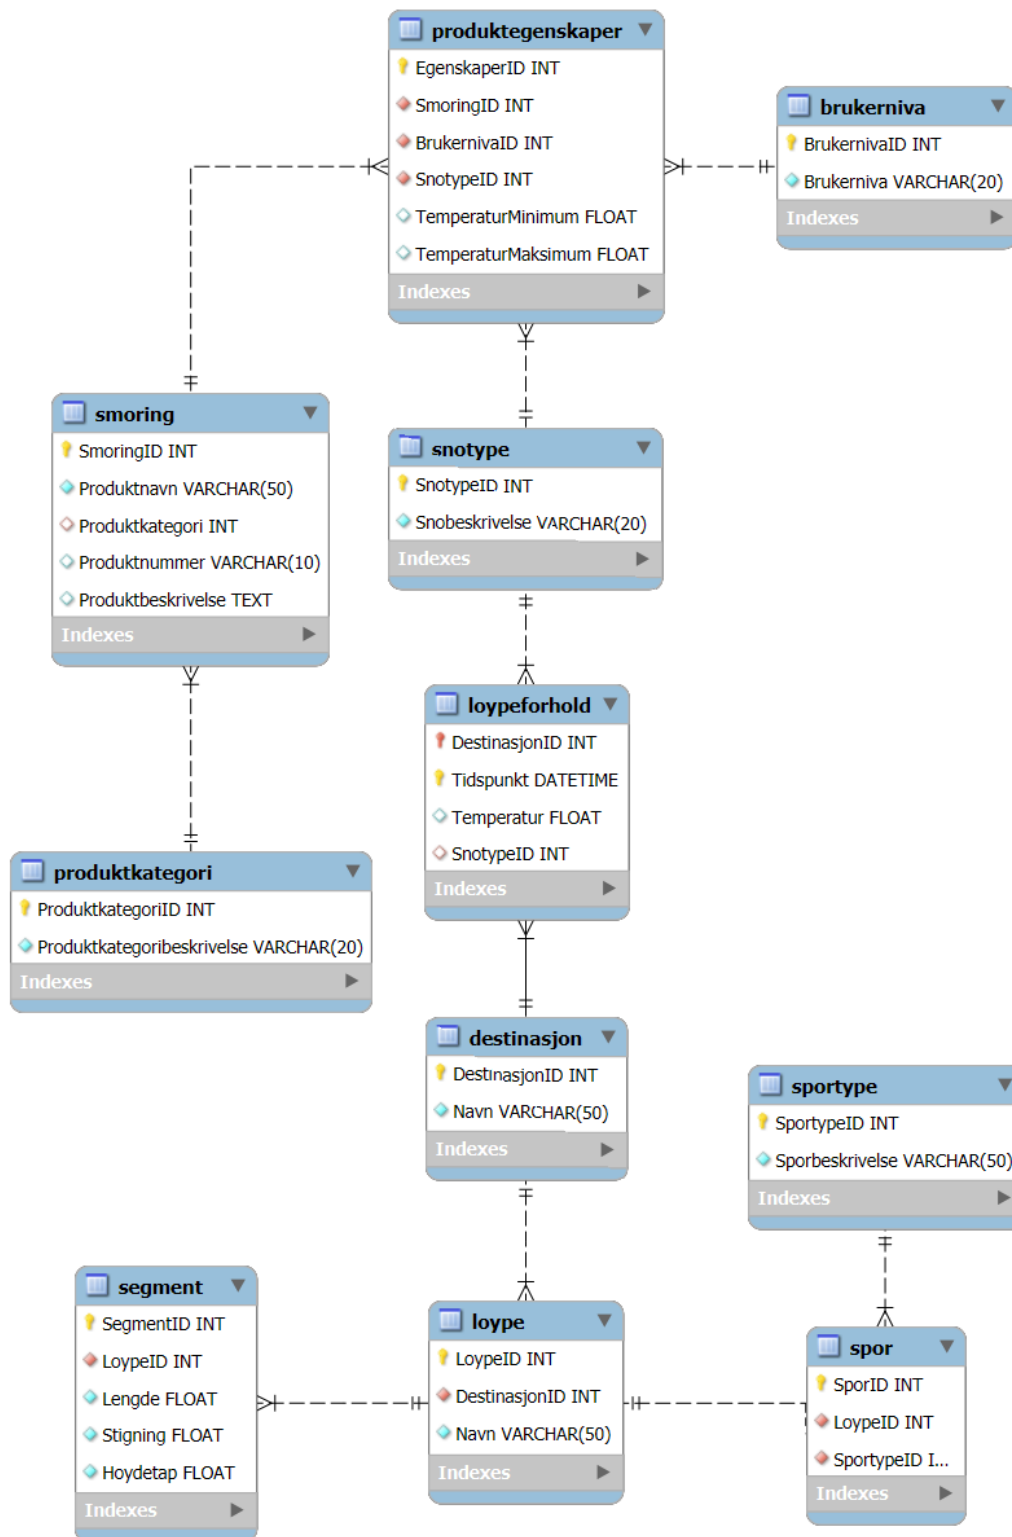 produktegenskaper
EgenskaperID INT
SmoringID INT
BrukernivaID INT
SnotypeID INT
TemperaturMinimum FLOAT
TemperaturMaksimum FLOAT
Indexes
brukerniva
BrukernivaID INT
Brukerniva VARCHAR(20)
Indexes
smoring
SmoringID INT
Produktnavn VARCHAR(50)
Produktkategori INT
Produktnummer VARCHAR(10)
Produktbeskrivelse TEXT
Indexes
snotype
SnotypeID INT
Snobeskrivelse VARCHAR(20)
Indexes
loypeforhold
DestinasjonID INT
Tidspunkt DATETIME
Temperatur FLOAT
SnotypeID INT
Indexes
produktkategori
ProduktkategoriID INT
Produktkategoribeskrivelse VARCHAR(20)
Indexes
destinasjon
DestinasjonID INT
Navn VARCHAR(50)
Indexes
sportype
SportypeID INT
Sporbeskrivelse VARCHAR(50)
Indexes
segment
SegmentID INT
LoypeID INT
Lengde FLOAT
Stigning FLOAT
Hoydetap FLOAT
Indexes
loype
LoypeID INT
DestinasjonID INT
Navn VARCHAR(50)
Indexes
spor
SporID INT
LoypeID INT
SportypeID I...
Indexes